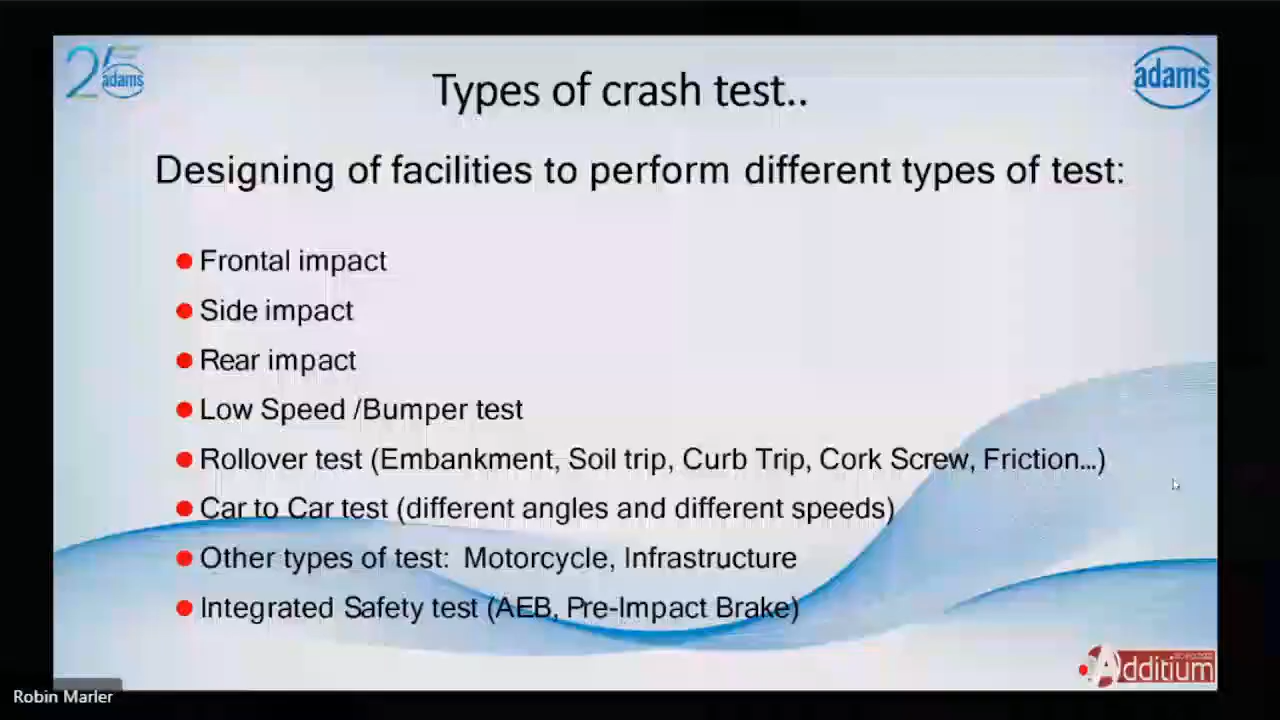 25
adams
Types of crash test..
adams
Designing of facilities to perform different types of test:
Frontal impact
Side impact
Rear impact
Low Speed /Bumper test
Rollover test (Embankment, Soil trip, Curb Trip, Cork Screw, Friction...)
Car to Car test (different angles and different speeds)
Other types of test: Motorcycle, Infrastructure
Integrated Safety test (AEB, Pre-Impact Brake)
Additium
Robin Marler